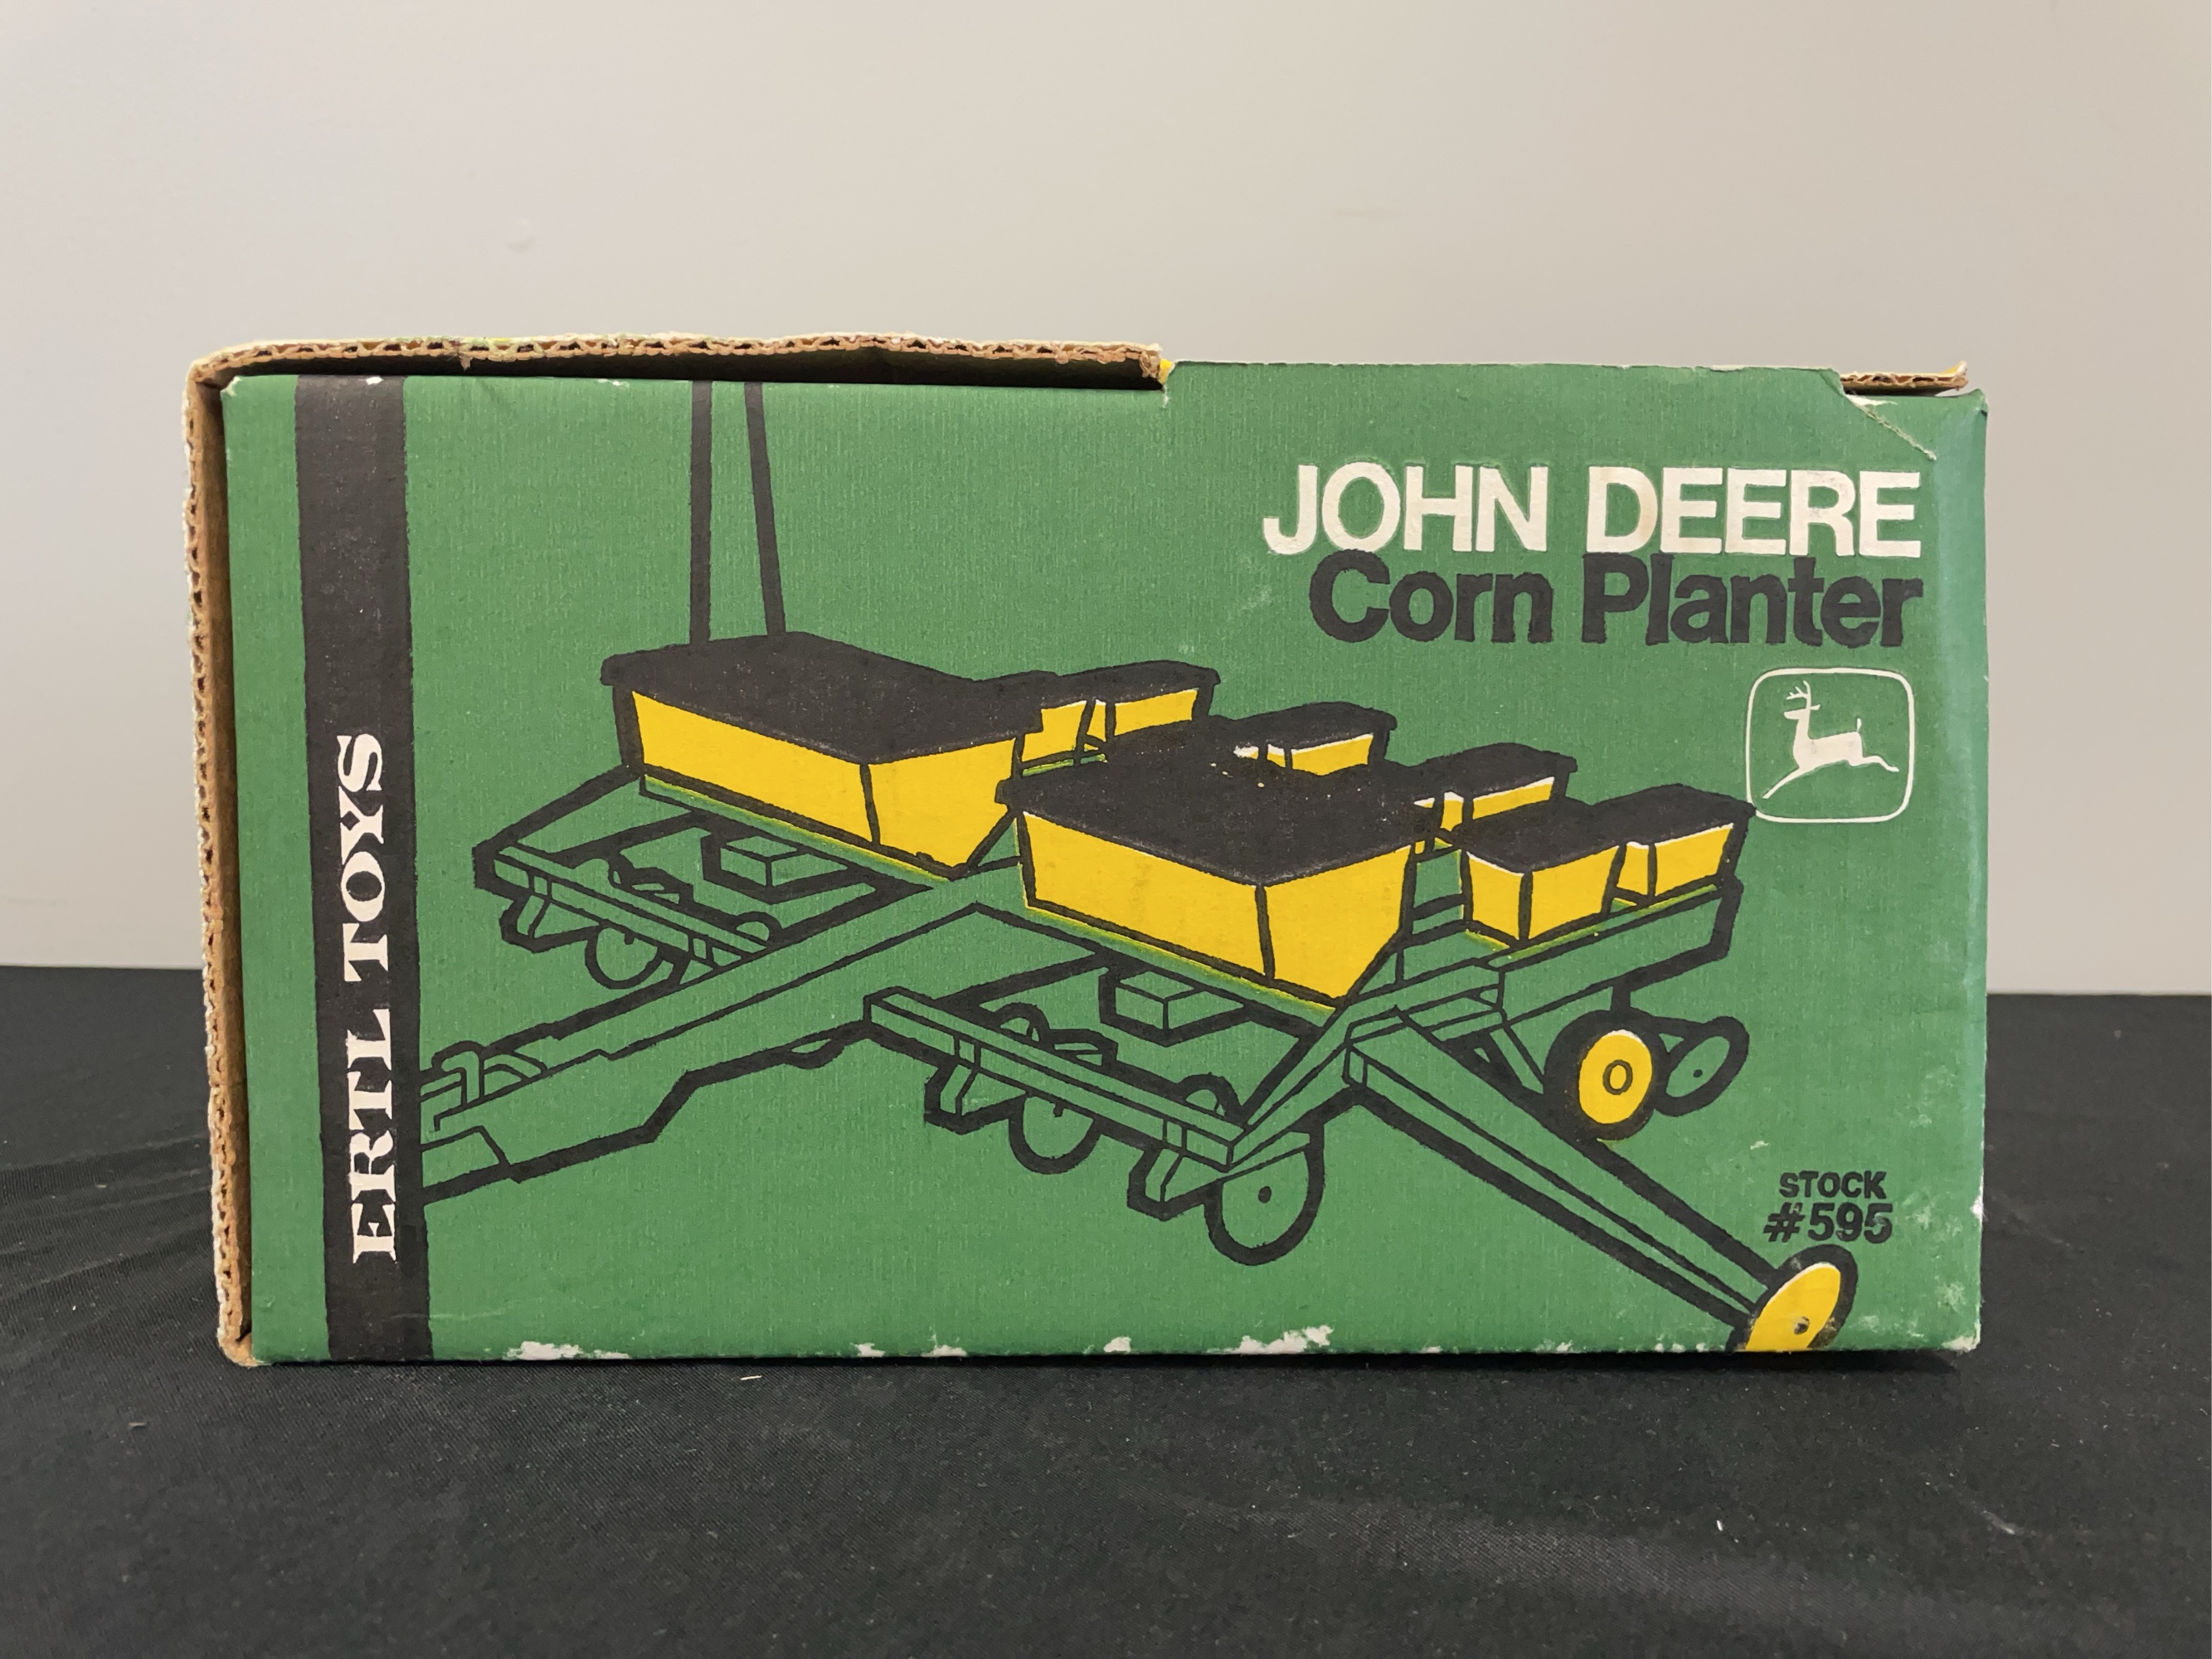 ERTL TOYS
JOHN DEERE
Corn Planter
STOCK
#595